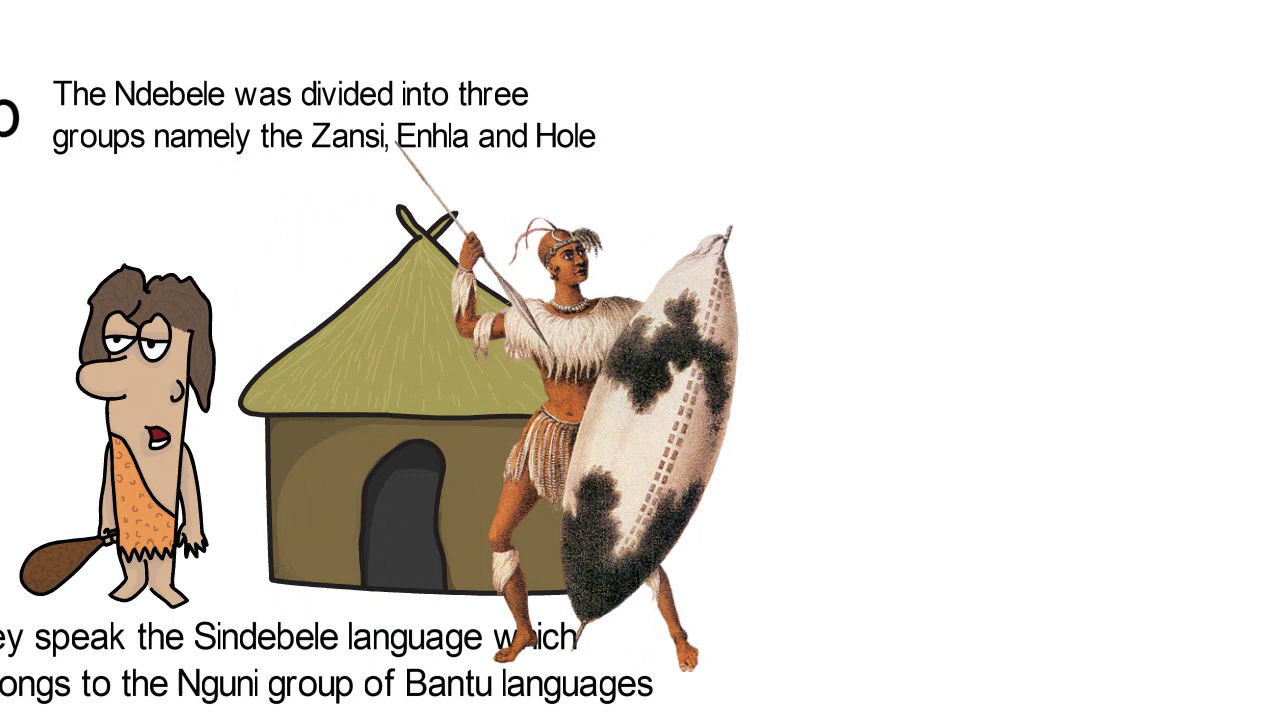 The Ndebele was divided into three
groups namely the Zansi, Enhla and Hole
speak the Sindebele language which
to the Nguni group of Bantu languages